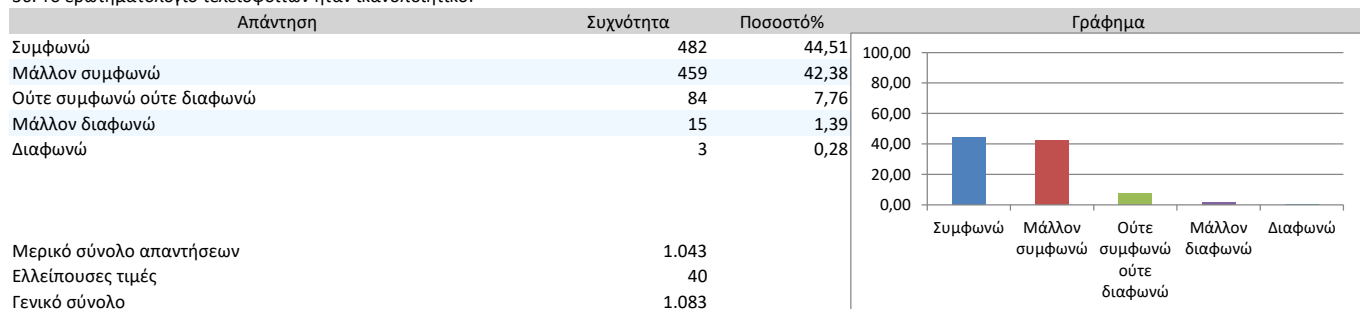 Απάντηση Συχνότητα Ποσοστό% Γράφημα
Συμφωνώ 482 44,51
Μάλλον συμφωνώ 459 42,38
Ούτε συμφωνώ ούτε διαφωνώ 84 7,76
Μάλλον διαφωνώ 15 1,39
Διαφωνώ 3 0,28
Μερικό σύνολο απαντήσεων 1.043
Ελλείπουσες τιμές 40
Γενικό σύνολο 1.083
100,00
80,00
60,00
40,00
20,00
0,00
Συμφωνώ Μάλλον Ούτε Μάλλον Διαφωνώ
συμφωνώ συμφωνώ διαφωνώ
ούτε
διαφωνώ